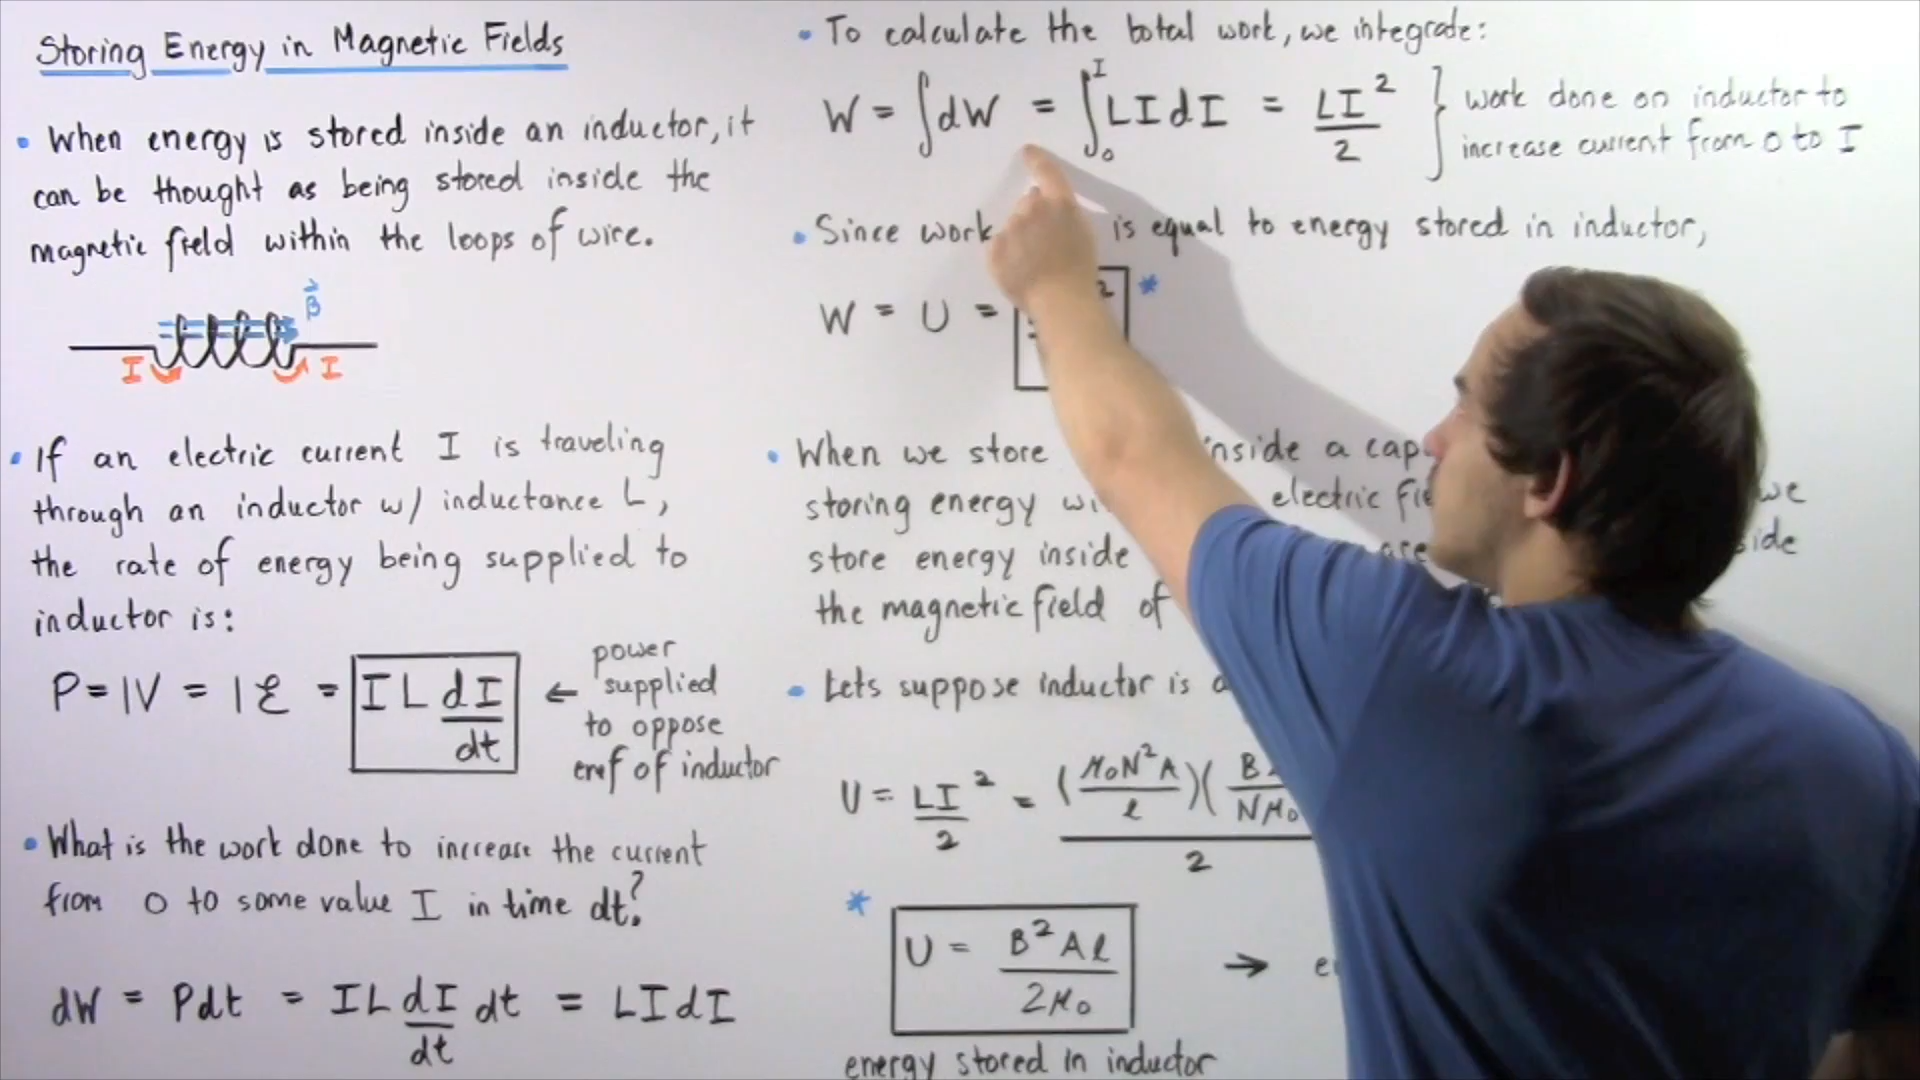 Storing Energy in Magnetic Fields
• When energy is stored inside an inductor, it
can be thought as being stored inside the
magnetic field within the loops of wire.
B⃗
I I
• If an electric current I is traveling
through an inductor w/ inductance L,
the rate of energy being supplied to
inductor is:
P = IV = Iℰ = I L dI/dt ← power
supplied
to oppose
emf of inductor
• What is the work done to increase the current
from 0 to some value I in time dt?
dW = Pdt = IL dI/dt dt = LIdI
• To calculate the total work, we integrate:
W = ∫dW = ∫₀ᴵ LIdI = LI²/2 } work done on inductor to
increase current from 0 to I
• Since work is equal to energy stored in inductor,
W = U = 2 *
• When we store inside a
storing energy electric we
store energy inside are
the magnetic field of
• Lets suppose inductor is
U = LI²/2 = (μ₀N²A/l)(B /Nμ₀ /2
* U = B²Al/2μ₀ →
energy stored in inductor